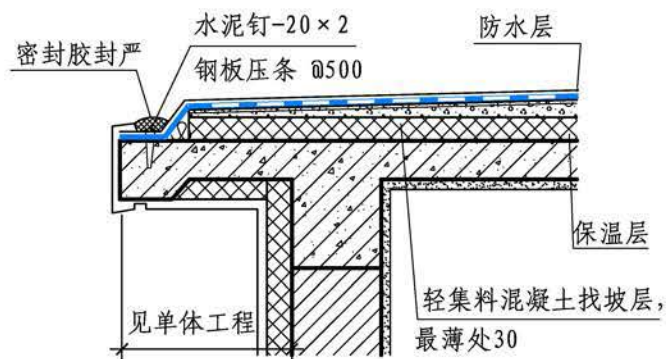 水泥钉-20×2
钢板压条 @500
密封胶封严
防水层
保温层
轻集料混凝土找坡层，
最薄处30
见单体工程